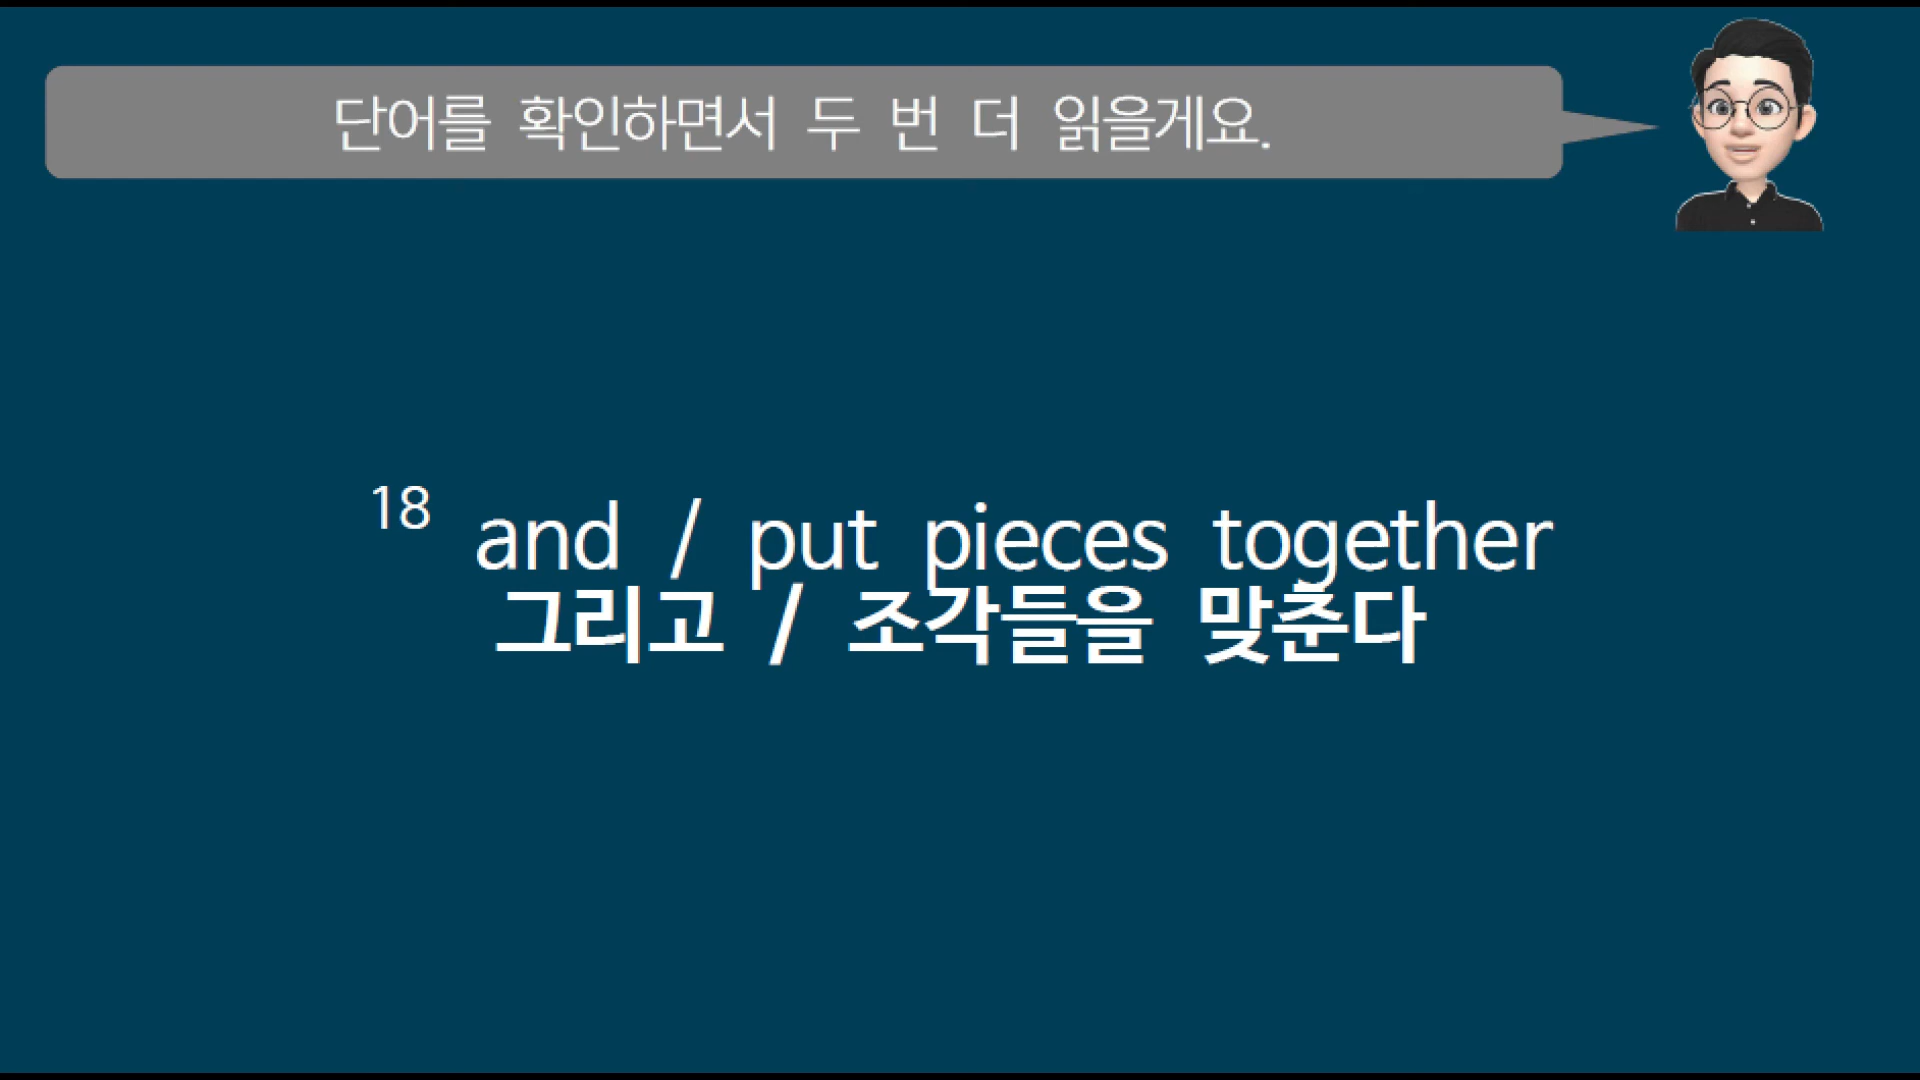 단어를 확인하면서 두 번 더 읽을게요.
18 and / put pieces together
그리고 / 조각들을 맞춘다